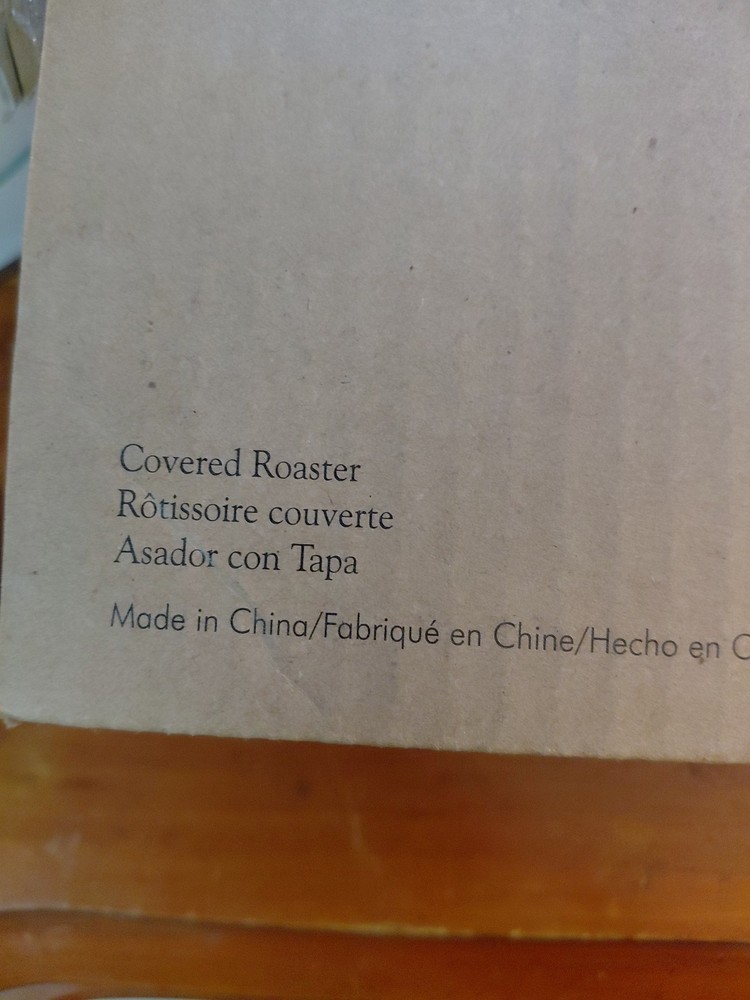 Covered Roaster
Rôtissoire couverte
Asador con Tapa
Made in China/Fabriqué en Chine/Hecho en